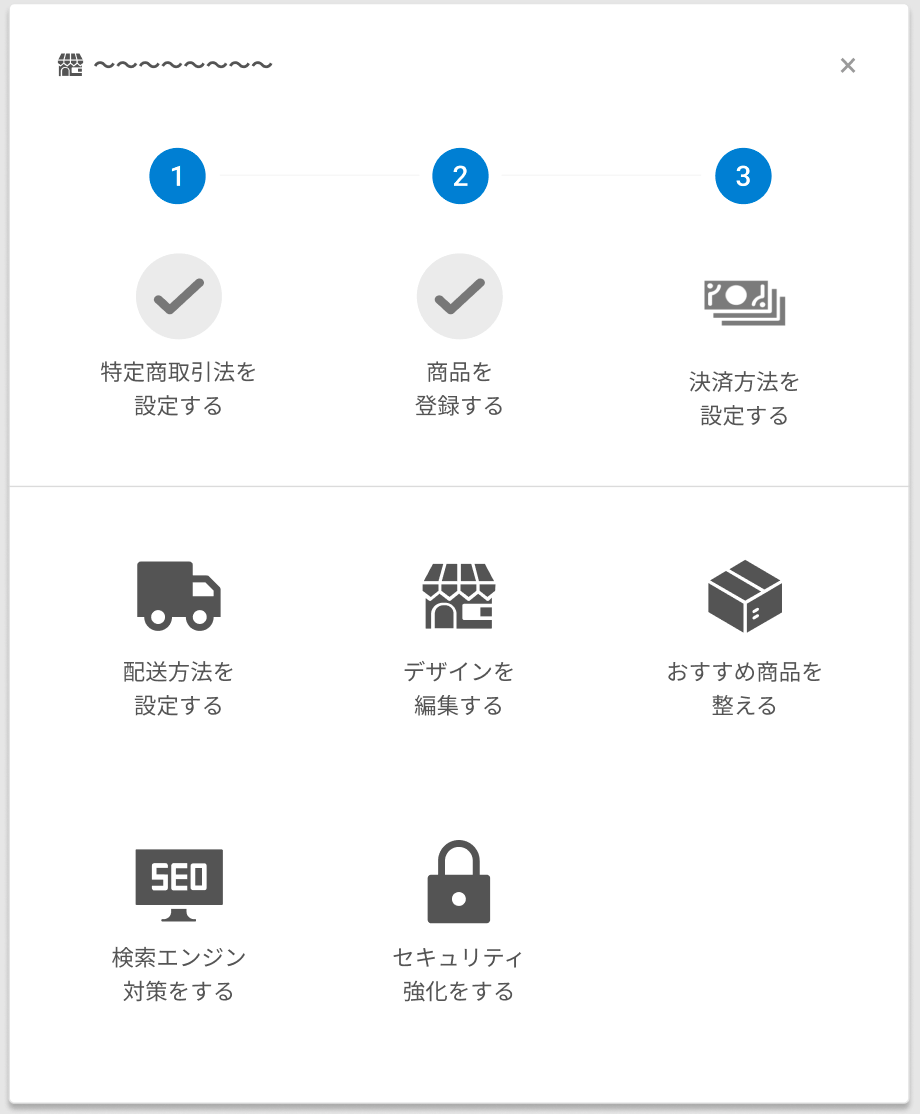 〜〜〜〜〜〜〜〜
×
1
2
3
特定商取引法を
設定する
商品を
登録する
決済方法を
設定する
配送方法を
設定する
デザインを
編集する
おすすめ商品を
整える
SEO
検索エンジン
対策をする
セキュリティ
強化をする